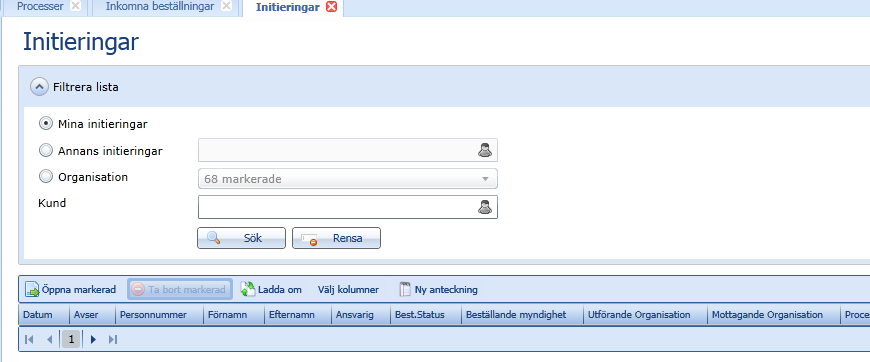 Processer Inkomna beställningar Initieringar
Initieringar
Filtrera lista
Mina initieringar
Annans initieringar
Organisation 68 markerade
Kund
Sök Rensa
Öppna markerad Ta bort markerad Ladda om Välj kolumner Ny anteckning
Datum Avser Personnummer Förnamn Efternamn Ansvarig Best.Status Beställande myndighet Utförande Organisation Mottagande Organisation Proces
1